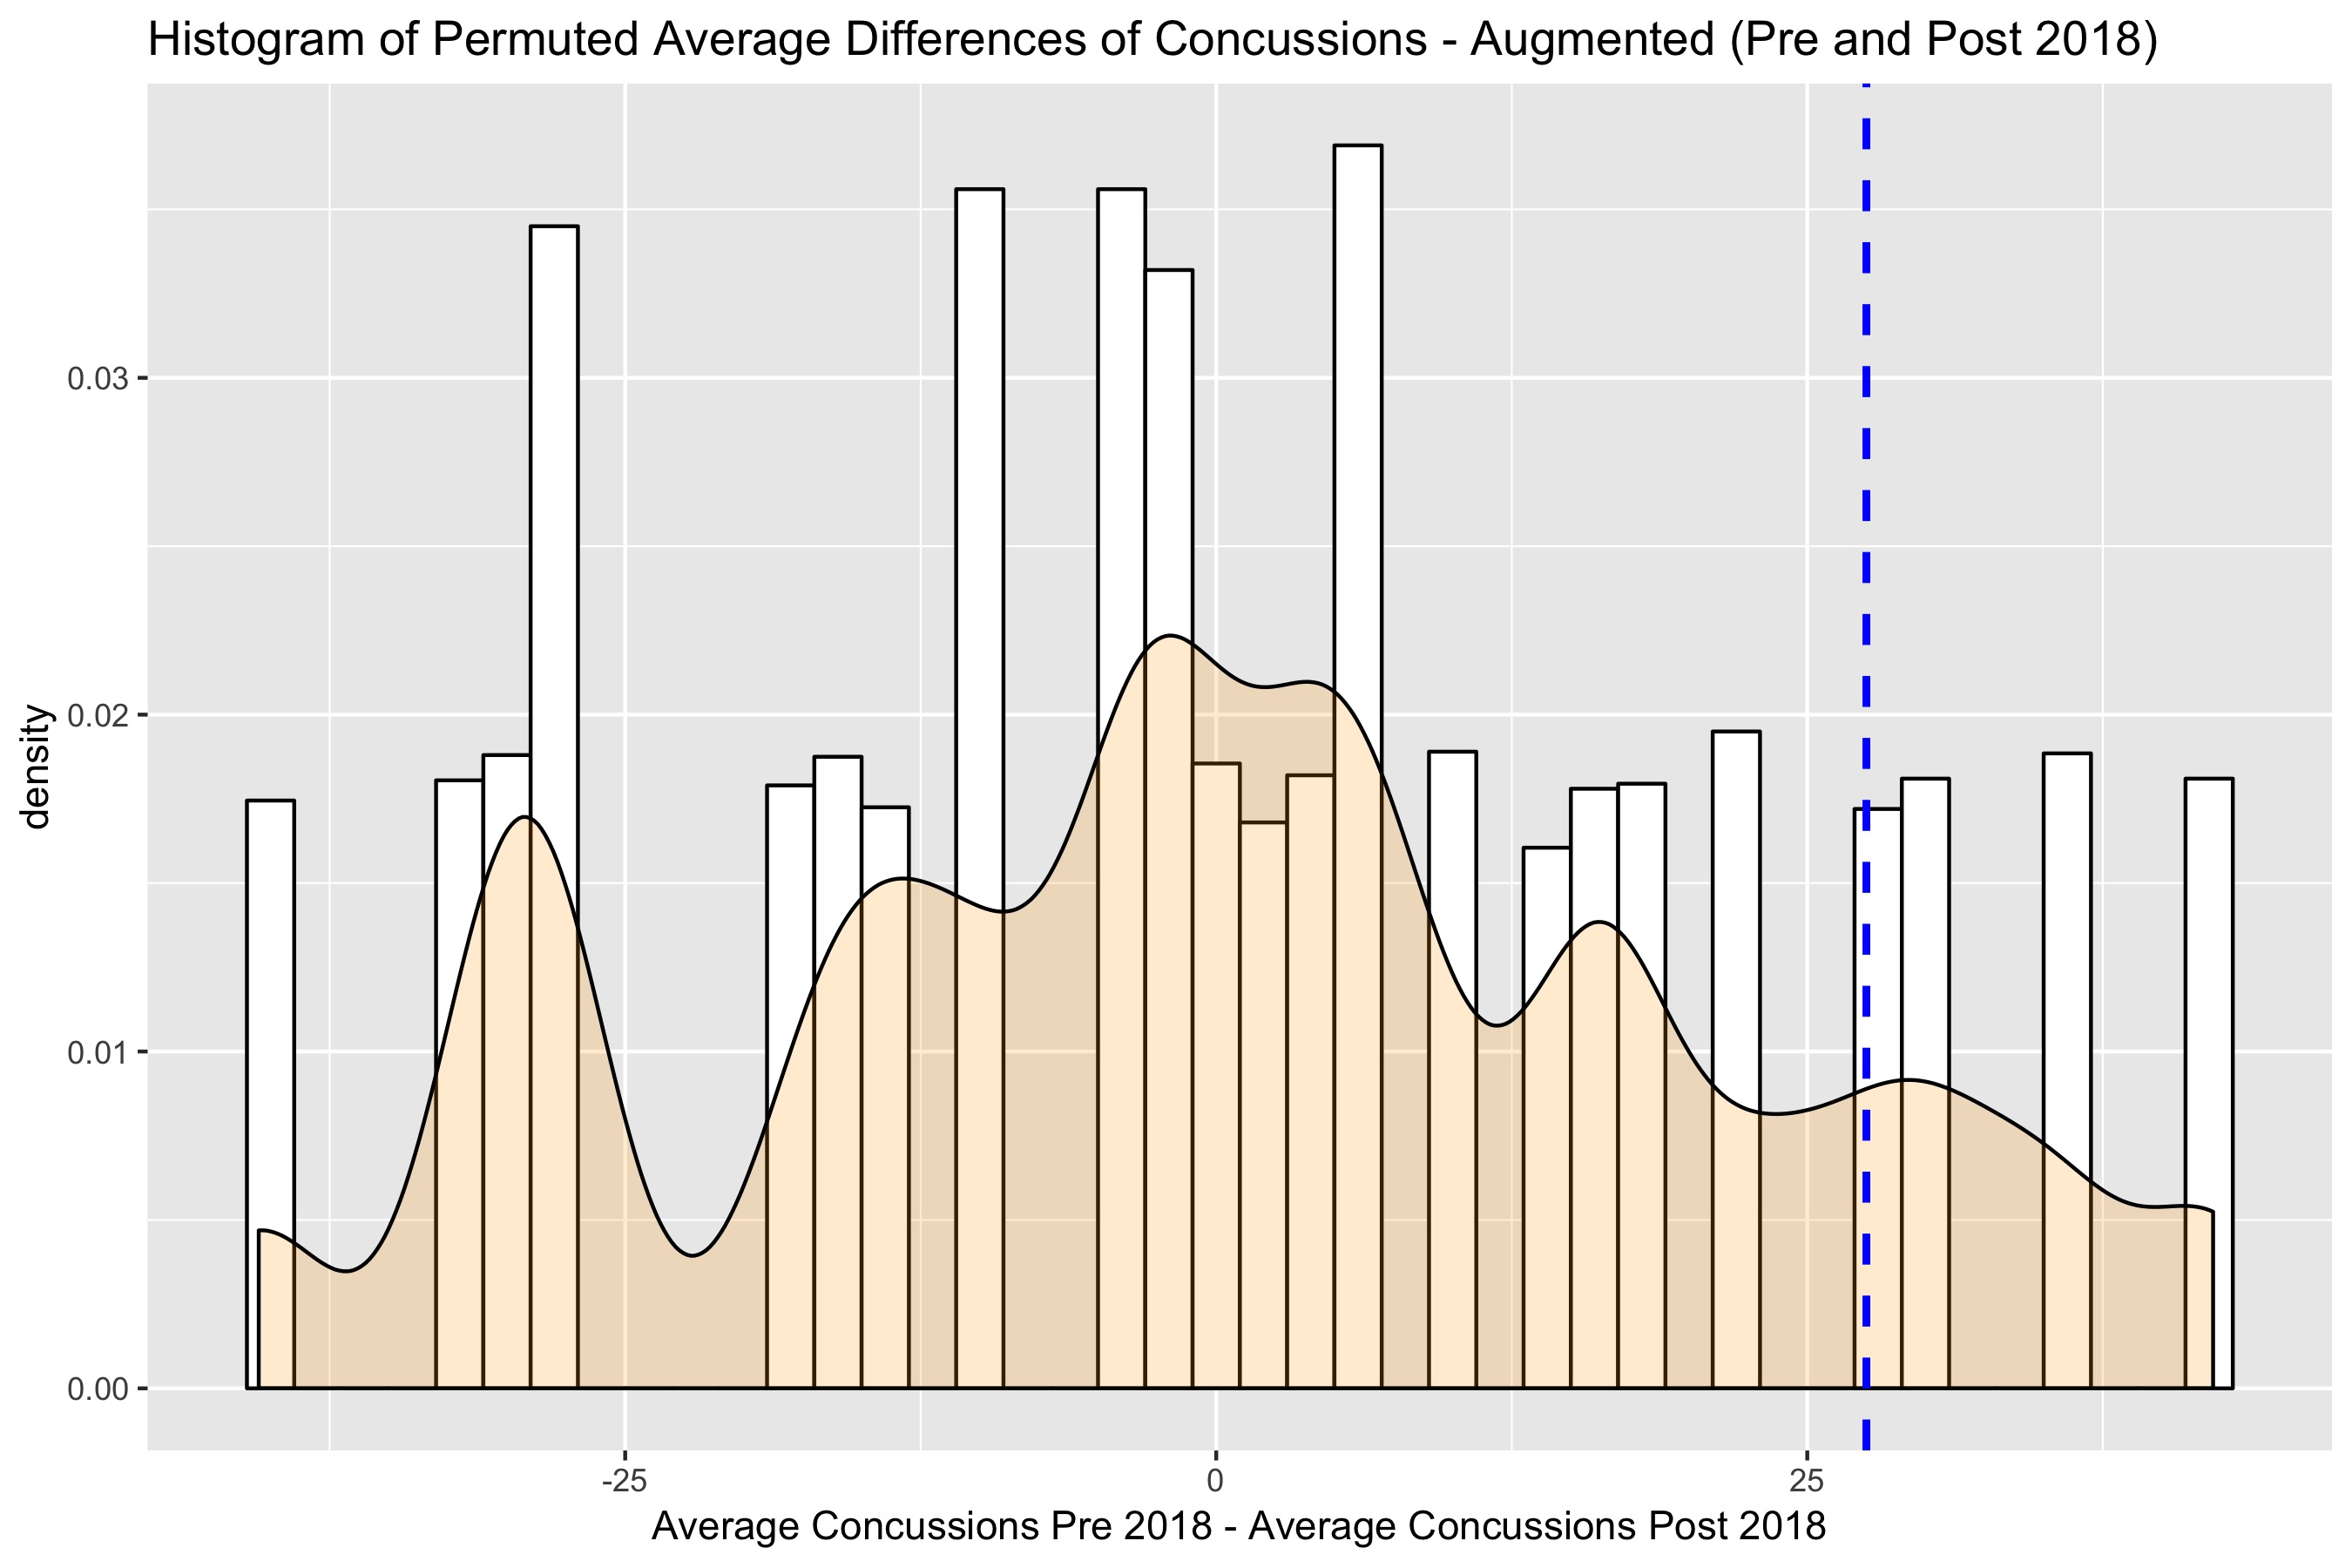 Histogram of Permuted Average Differences of Concussions - Augmented (Pre and Post 2018)
density
0.03
0.02
0.01
0.00
-25
0
25
Average Concussions Pre 2018 - Average Concussions Post 2018